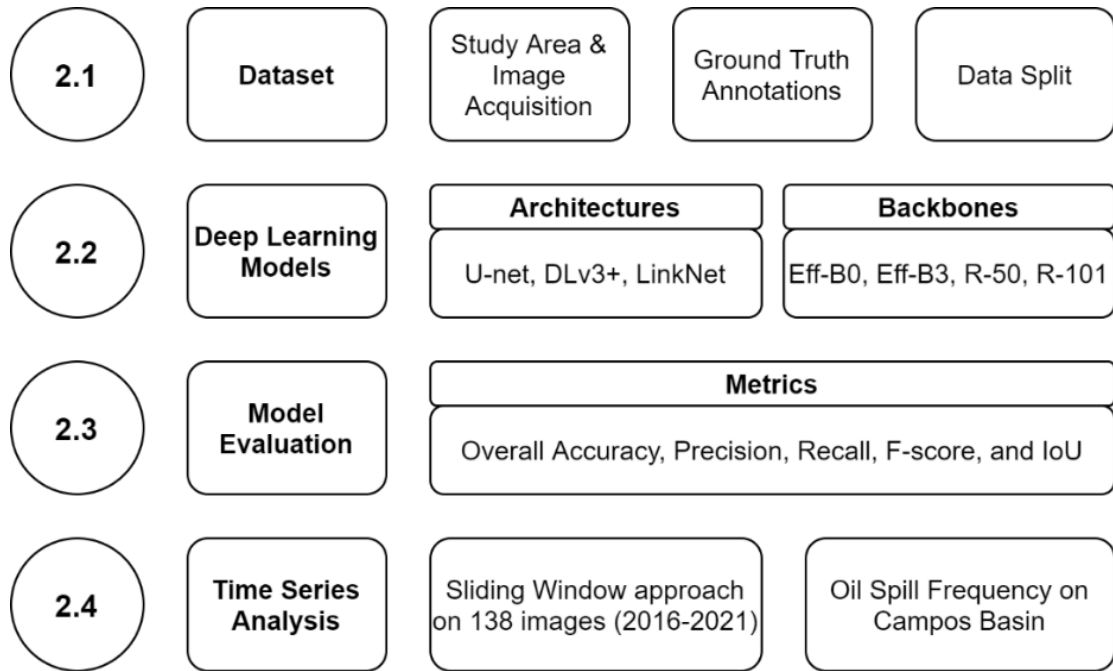 2.1
Dataset
Study Area &
Image
Acquisition
Ground Truth
Annotations
Data Split
2.2
Deep Learning
Models
Architectures
U-net, DLv3+, LinkNet
Backbones
Eff-B0, Eff-B3, R-50, R-101
2.3
Model
Evaluation
Metrics
Overall Accuracy, Precision, Recall, F-score, and IoU
2.4
Time Series
Analysis
Sliding Window approach
on 138 images (2016-2021)
Oil Spill Frequency on
Campos Basin